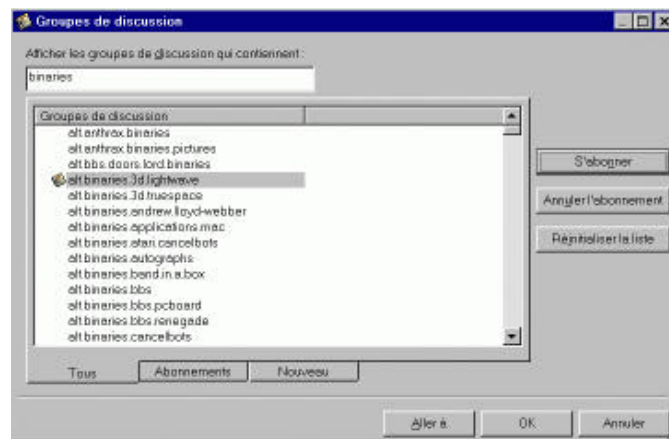 Groupes de discussion
Afficher les groupes de discussion qui contiennent :
binaries
Groupes de discussion
alt.anthrax.binaries
alt.anthrax.binaries.pictures
alt.bbs.doors.lord.binaries
alt.binaries.3d.lightwave
alt.binaries.3d.truespace
alt.binaries.andrew.lloyd-webber
alt.binaries.applications.mac
alt.binaries.atari.cancelbots
alt.binaries.autographs
alt.binaries.band.in.a.box
alt.binaries.bbs
alt.binaries.bbs.pcboard
alt.binaries.bbs.renegade
alt.binaries.cancelbots
S'abonner
Annuler l'abonnement
Réinitialiser la liste
Tous
Abonnements
Nouveau
Aller à
OK
Annuler